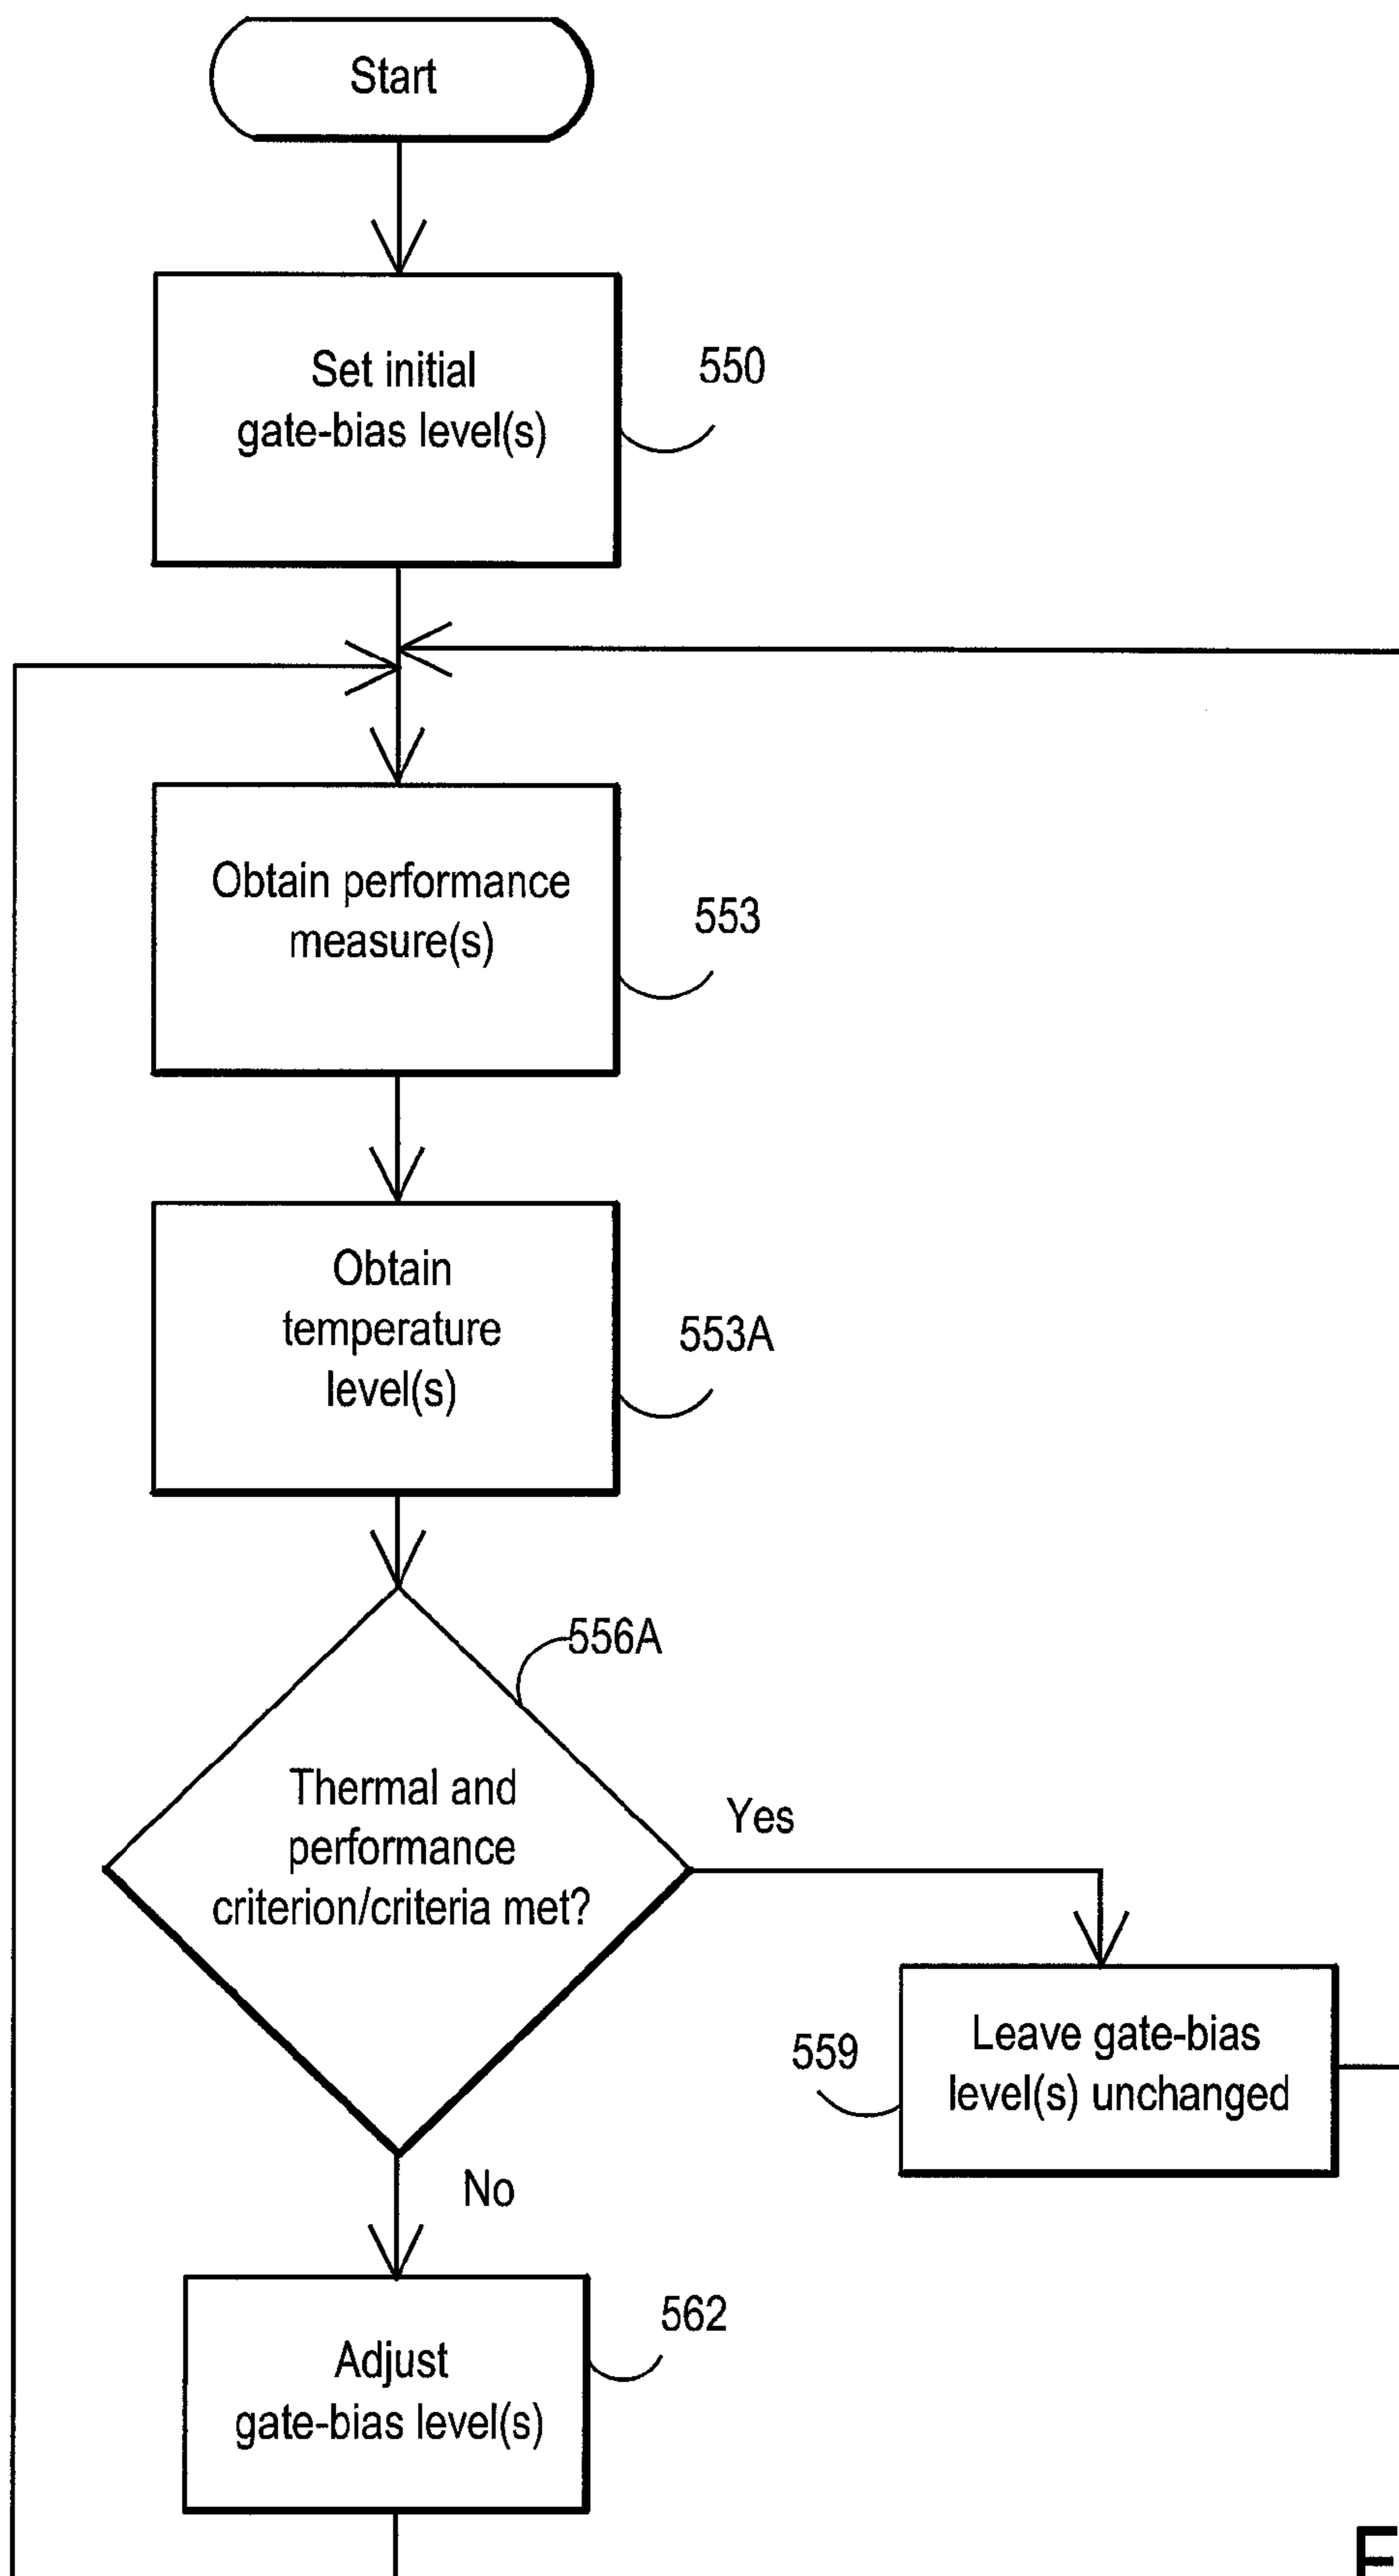 Start
Set initial
gate-bias level(s)
550
Obtain performance
measure(s)
553
Obtain
temperature
level(s)
553A
556A
Thermal and
performance
criterion/criteria met?
Yes
Leave gate-bias
level(s) unchanged
559
No
Adjust
gate-bias level(s)
562